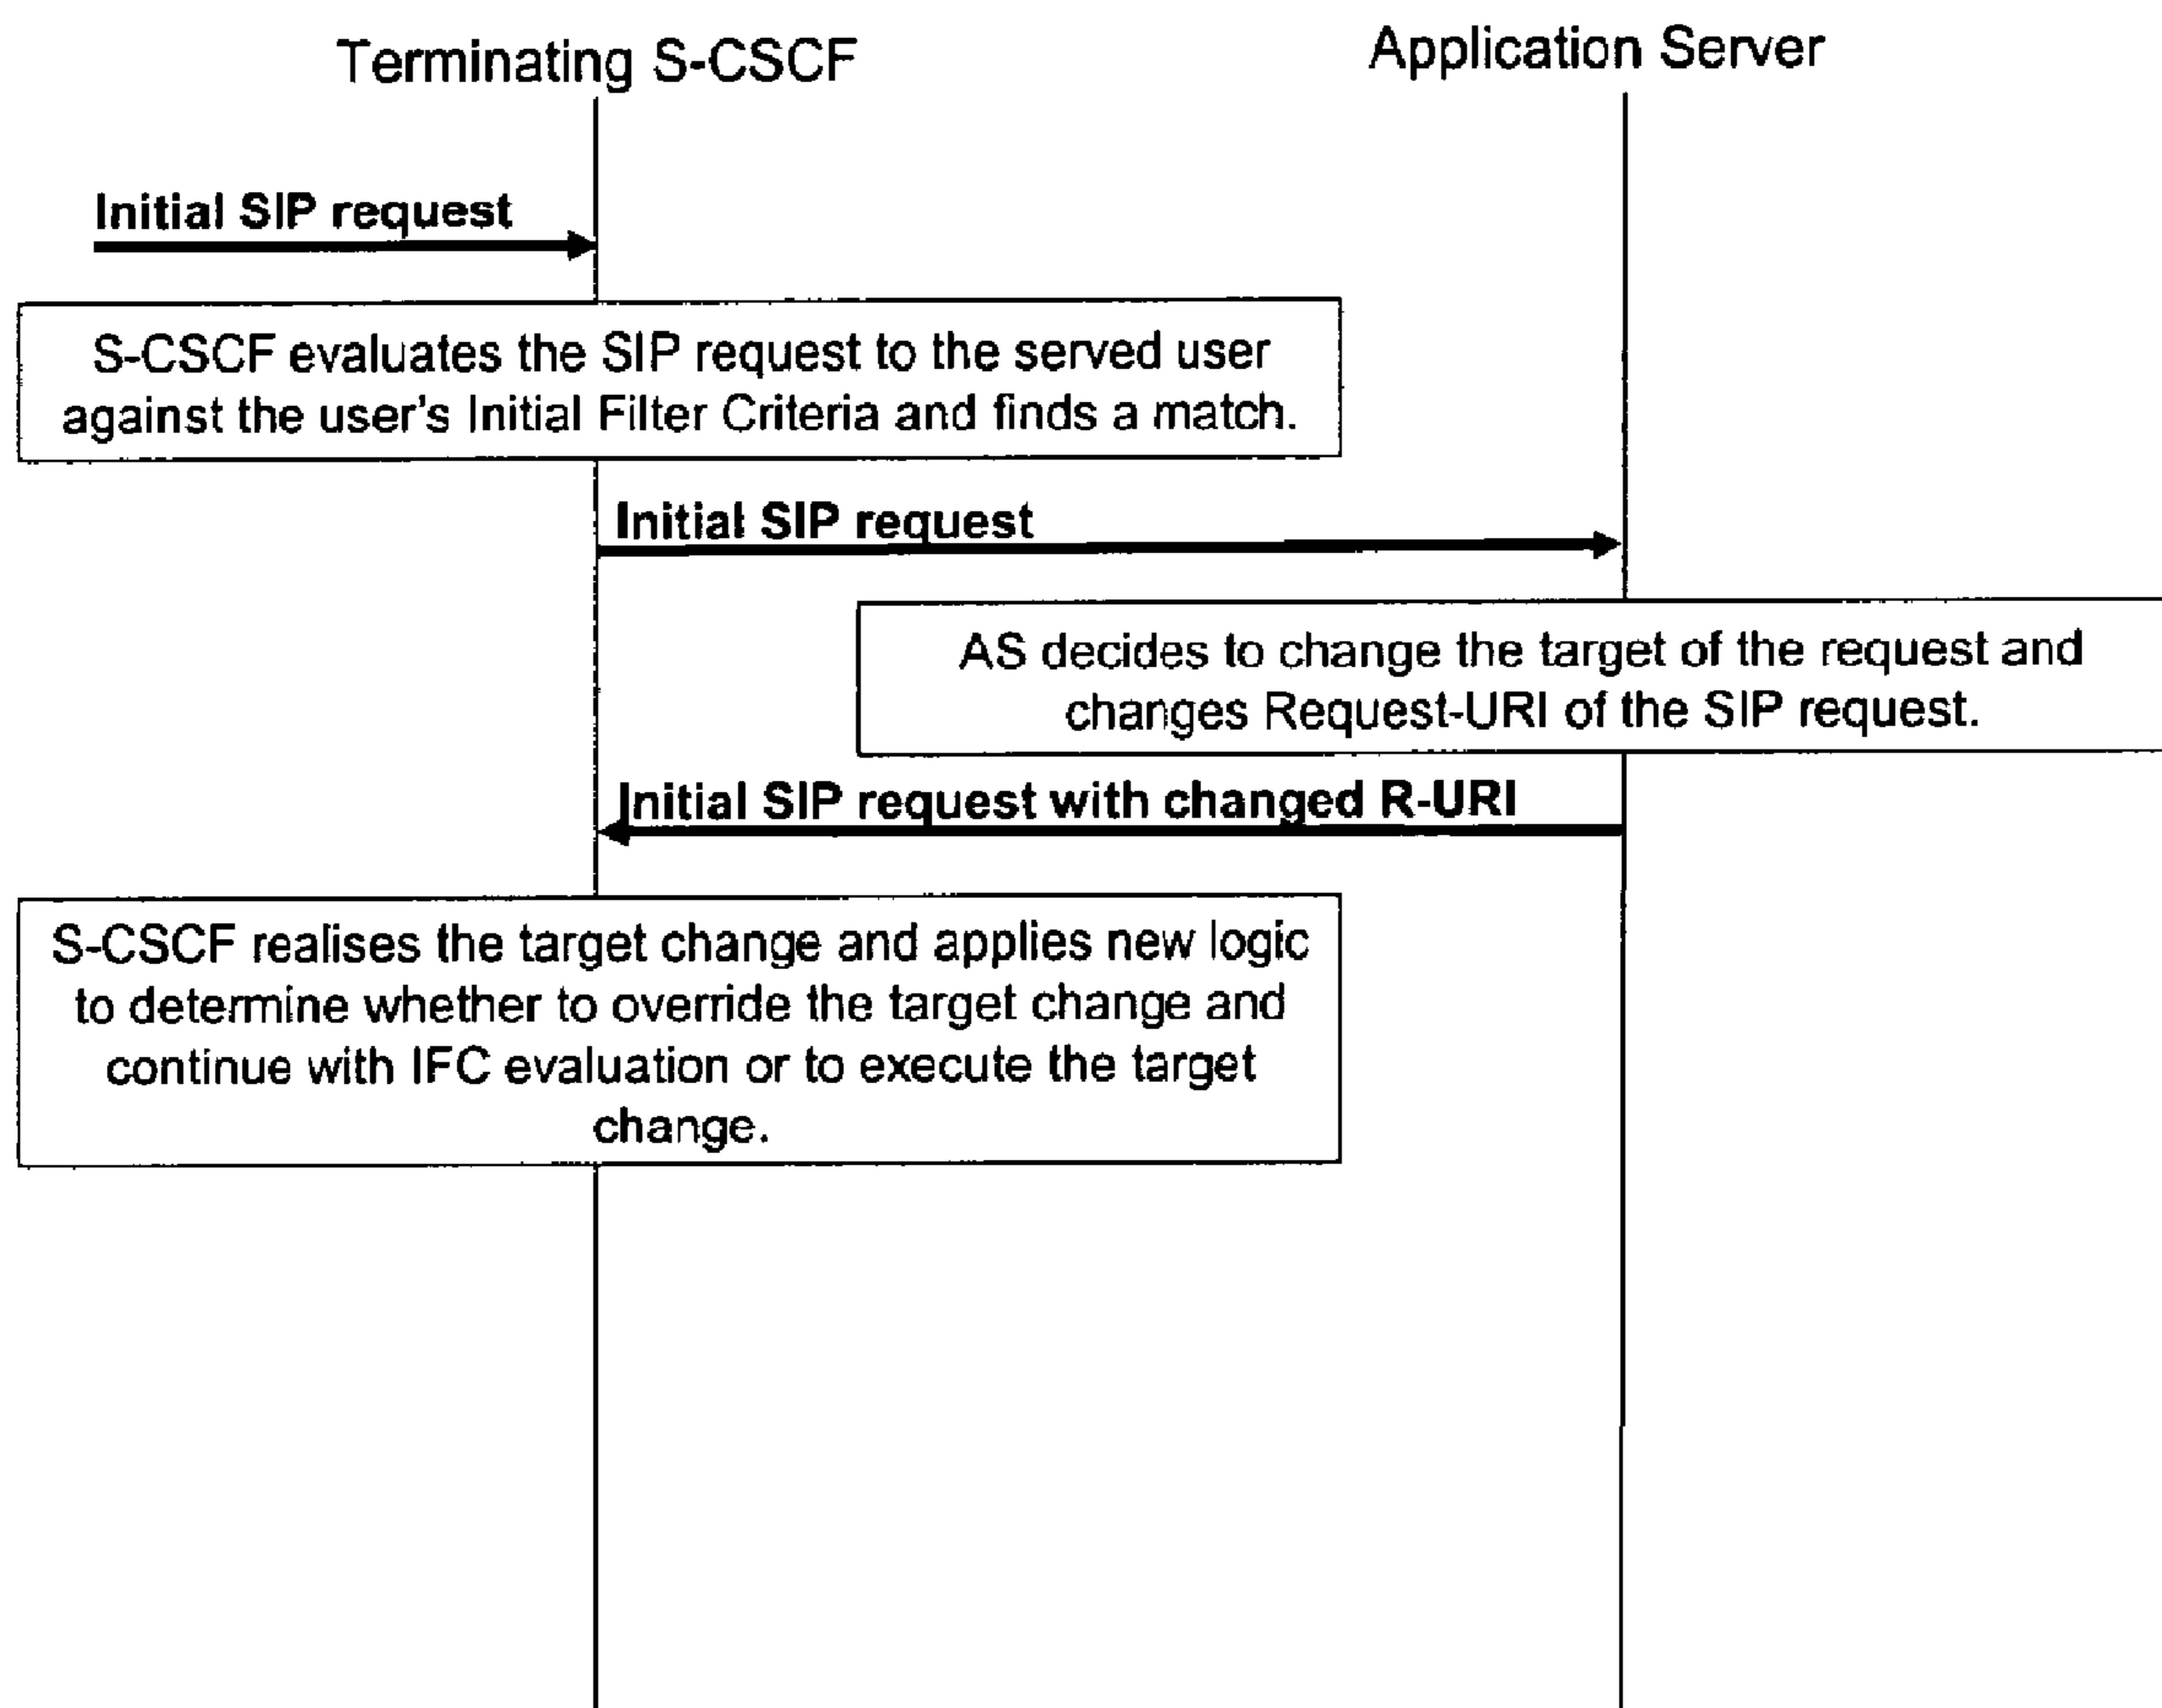 Terminating S-CSCF
Application Server
Initial SIP request
S-CSCF evaluates the SIP request to the served user
against the user's Initial Filter Criteria and finds a match.
Initial SIP request
AS decides to change the target of the request and
changes Request-URI of the SIP request.
Initial SIP request with changed R-URI
S-CSCF realises the target change and applies new logic
to determine whether to override the target change and
continue with IFC evaluation or to execute the target
change.